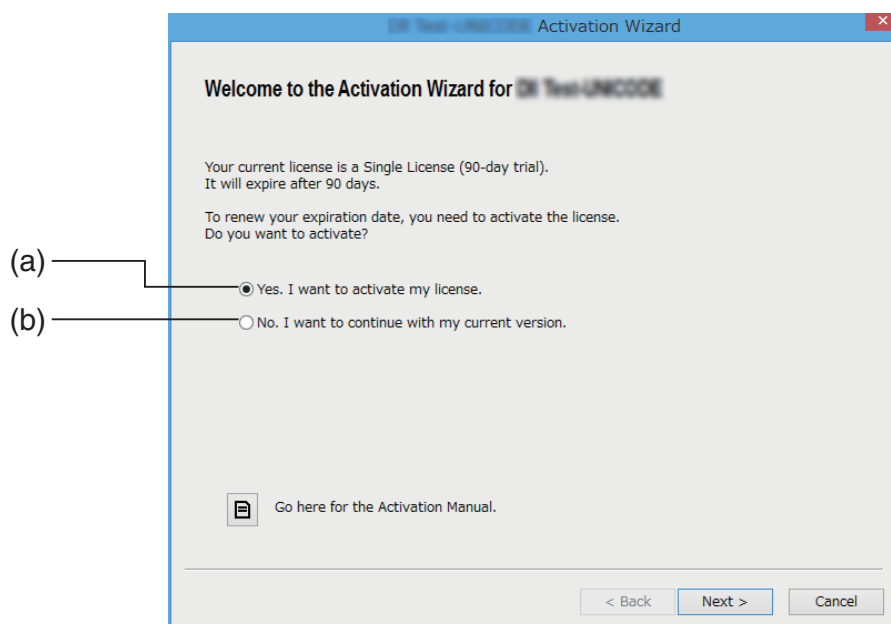 Activation Wizard
Welcome to the Activation Wizard for
Your current license is a Single License (90-day trial).
It will expire after 90 days.
To renew your expiration date, you need to activate the license.
Do you want to activate?
(a)
Yes. I want to activate my license.
(b)
No. I want to continue with my current version.
Go here for the Activation Manual.
< Back
Next >
Cancel